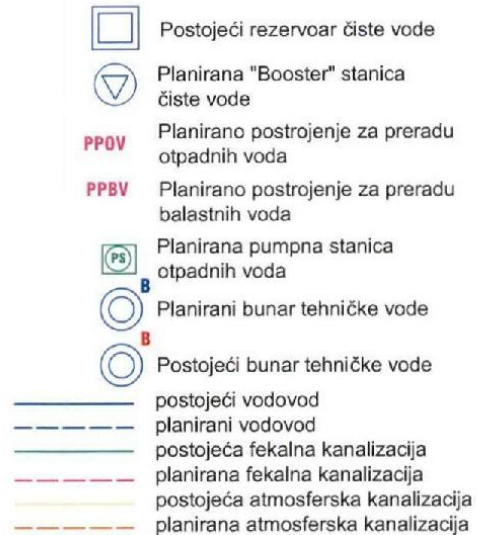 Postojeći rezervoar čiste vode
Planirana "Booster" stanica
čiste vode
PPOV
Planirano postrojenje za preradu
otpadnih voda
PPBV
Planirano postrojenje za preradu
balastnih voda
PS
Planirana pumpna stanica
otpadnih voda
B
Planirani bunar tehničke vode
B
Postojeći bunar tehničke vode
postojeći vodovod
planirani vodovod
postojeća fekalna kanalizacija
planirana fekalna kanalizacija
postojeća atmosferska kanalizacija
planirana atmosferska kanalizacija